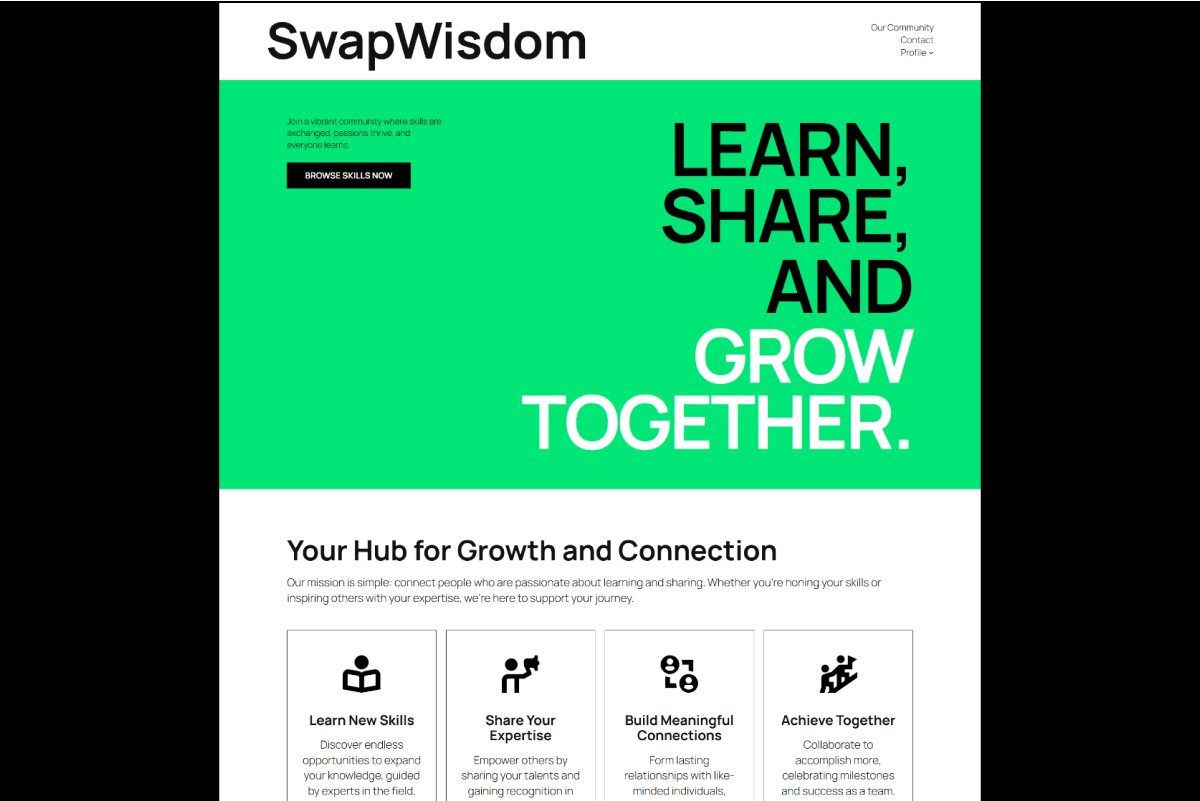 SwapWisdom
Our Community
Contact
Profile
Join a vibrant community where skills are
exchanged, passions thrive, and
everyone learns.
BROWSE SKILLS NOW
LEARN,
SHARE,
AND
GROW
TOGETHER.
Your Hub for Growth and Connection
Our mission is simple: connect people who are passionate about learning and sharing. Whether you're honing your skills or
inspiring others with your expertise, we're here to support your journey.
Learn New Skills
Discover endless
opportunities to expand
your knowledge, guided
by experts in the field.
Share Your
Expertise
Empower others by
sharing your talents and
gaining recognition in
Build Meaningful
Connections
Form lasting
relationships with like-
minded individuals,
Achieve Together
Collaborate to
accomplish more,
celebrating milestones
and success as a team.